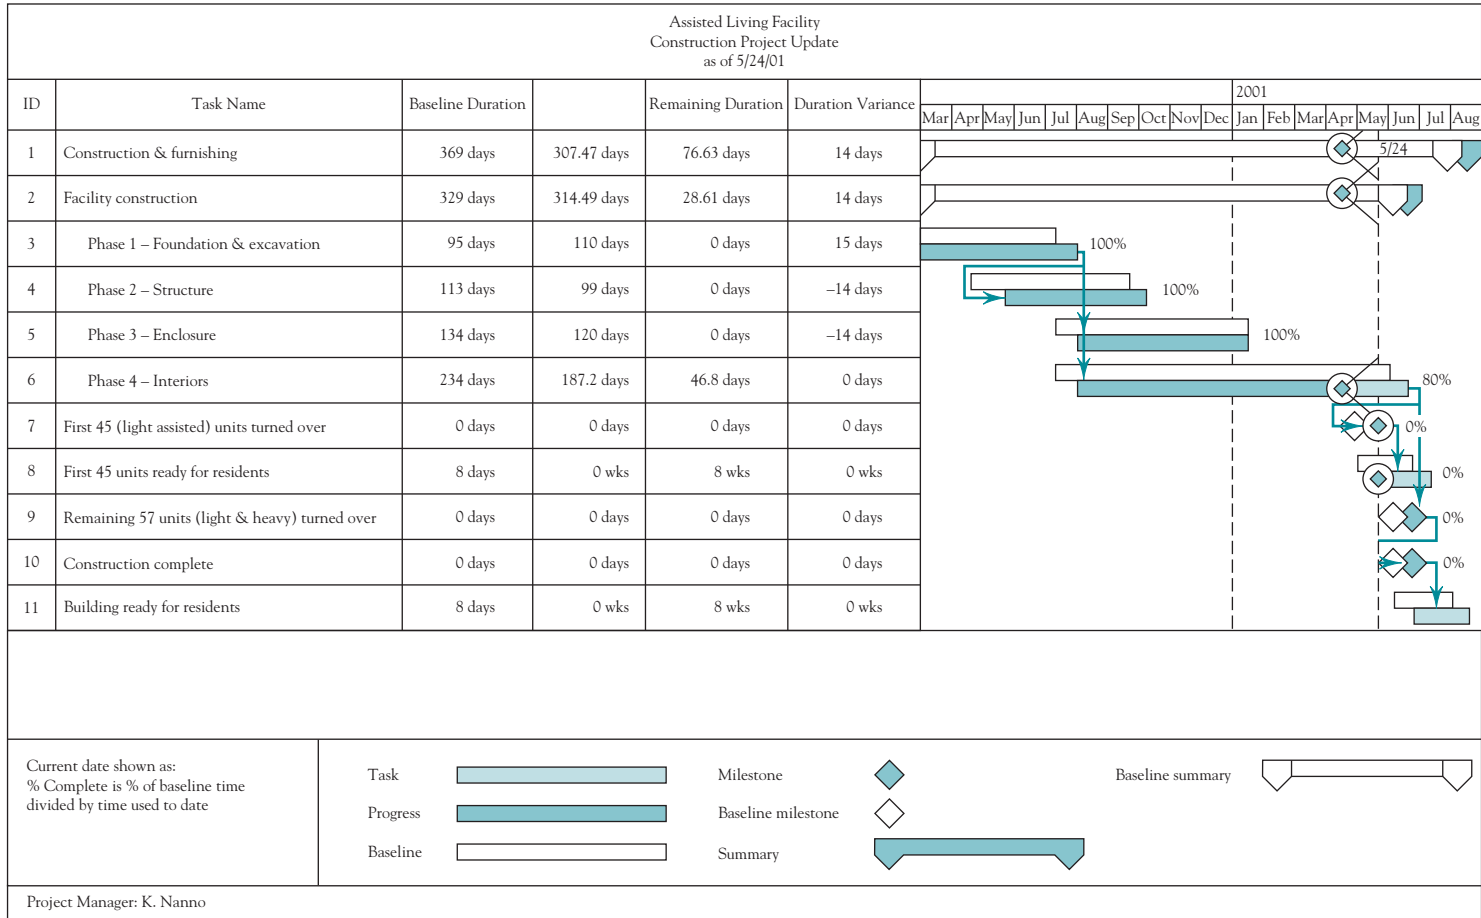 Assisted Living Facility
Construction Project Update
as of 5/24/01
ID Task Name Baseline Duration Remaining Duration Duration Variance
2001
Mar Apr May Jun Jul Aug Sep Oct Nov Dec Jan Feb Mar Apr May Jun Jul Aug
1 Construction & furnishing 369 days 307.47 days 76.63 days 14 days 5/24
2 Facility construction 329 days 314.49 days 28.61 days 14 days
3 Phase 1 – Foundation & excavation 95 days 110 days 0 days 15 days 100%
4 Phase 2 – Structure 113 days 99 days 0 days –14 days 100%
5 Phase 3 – Enclosure 134 days 120 days 0 days –14 days 100%
6 Phase 4 – Interiors 234 days 187.2 days 46.8 days 0 days 80%
7 First 45 (light assisted) units turned over 0 days 0 days 0 days 0 days 0%
8 First 45 units ready for residents 8 days 0 wks 8 wks 0 wks 0%
9 Remaining 57 units (light & heavy) turned over 0 days 0 days 0 days 0 days 0%
10 Construction complete 0 days 0 days 0 days 0 days 0%
11 Building ready for residents 8 days 0 wks 8 wks 0 wks
Current date shown as:
% Complete is % of baseline time
divided by time used to date
Task Milestone Baseline summary
Progress Baseline milestone
Baseline Summary
Project Manager: K. Nanno